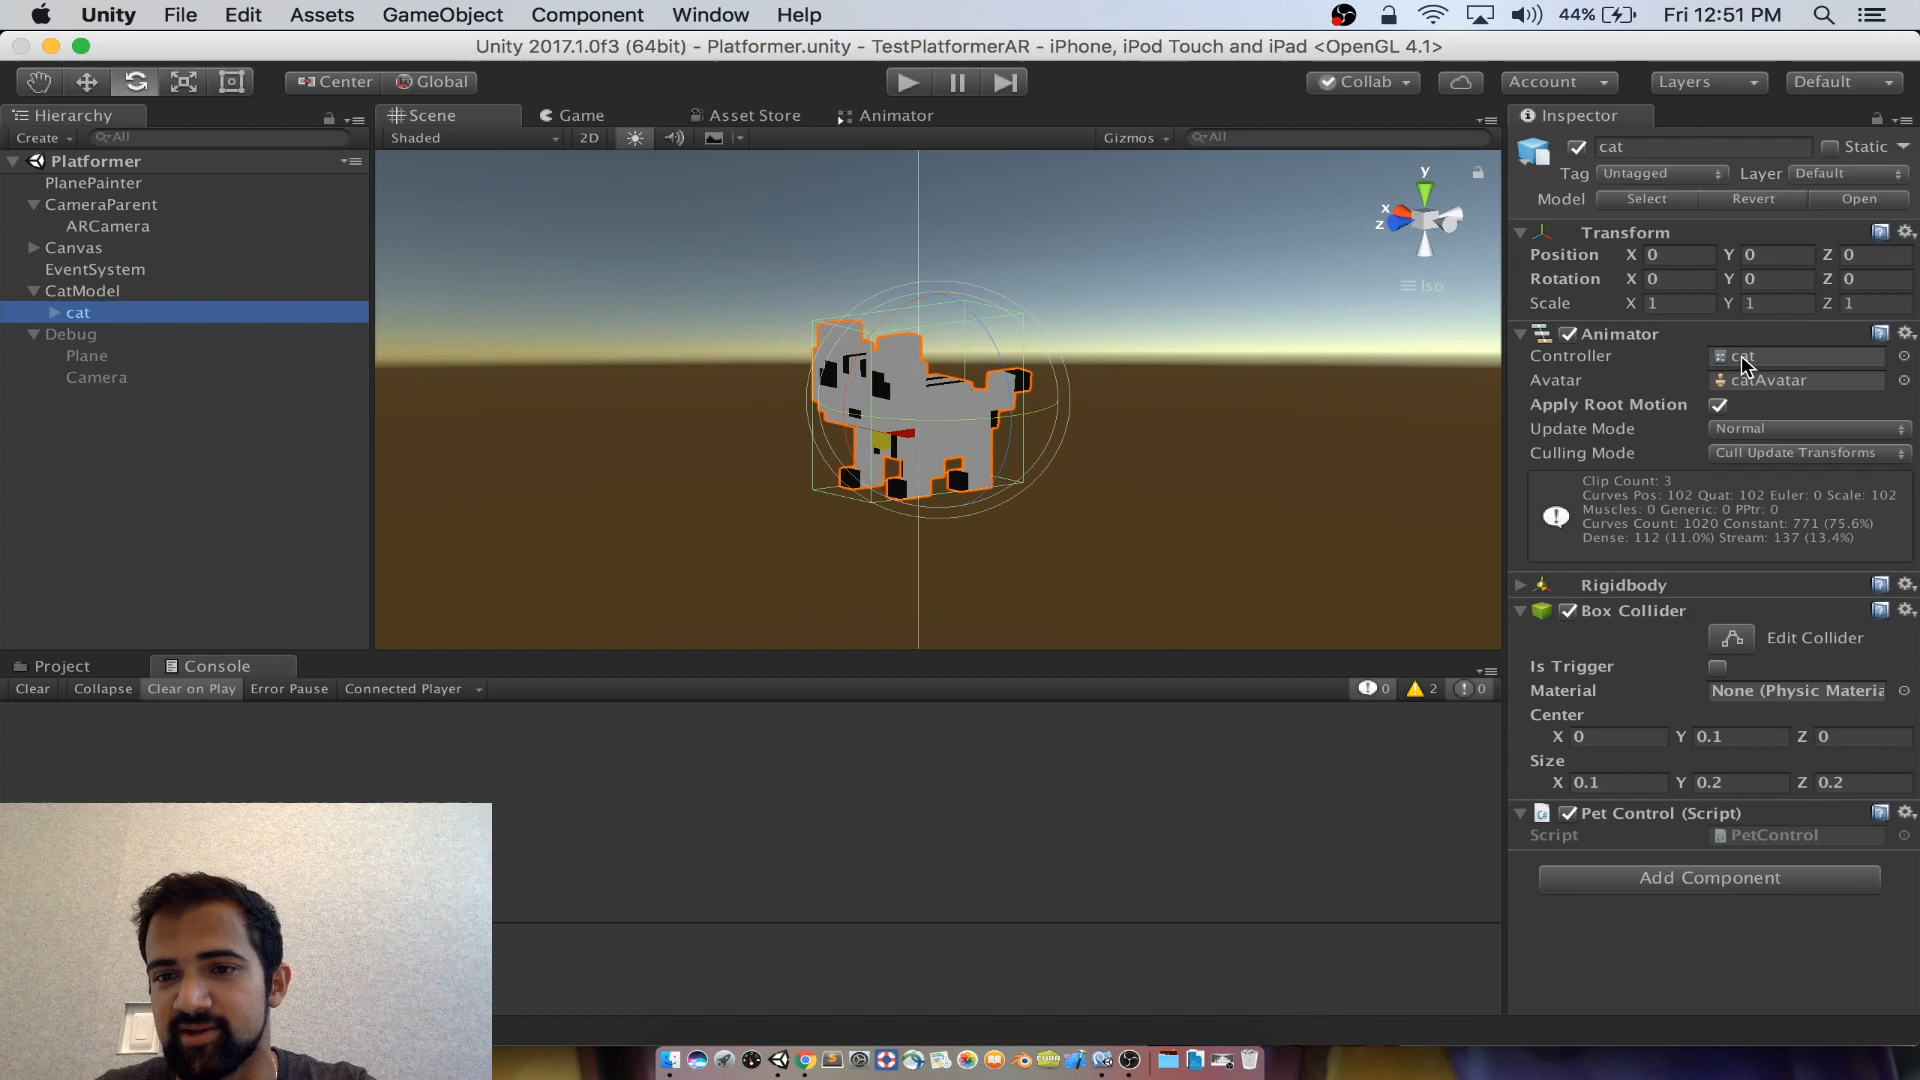 Unity File Edit Assets GameObject Component Window Help 44% Fri 12:51 PM
Unity 2017.1.0f3 (64bit) - Platformer.unity - TestPlatformerAR - iPhone, iPod Touch and iPad <OpenGL 4.1>
Center Global Collab Account Layers Default
Hierarchy
Create All
Platformer
PlanePainter
CameraParent
ARCamera
Canvas
EventSystem
CatModel
cat
Debug
Plane
Camera
Scene Game Asset Store Animator
Shaded 2D Gizmos All
y
x
z
Iso
Project Console
Clear Collapse Clear on Play Error Pause Connected Player 0 2 0
Inspector
cat Static
Tag Untagged Layer Default
Model Select Revert Open
Transform
Position X 0 Y 0 Z 0
Rotation X 0 Y 0 Z 0
Scale X 1 Y 1 Z 1
Animator
Controller cat
Avatar catAvatar
Apply Root Motion
Update Mode Normal
Culling Mode Cull Update Transforms
Clip Count: 3
Curves Pos: 102 Quat: 102 Euler: 0 Scale: 102
Muscles: 0 Generic: 0 PPtr: 0
Curves Count: 1020 Constant: 771 (75.6%)
Dense: 112 (11.0%) Stream: 137 (13.4%)
Rigidbody
Box Collider
Edit Collider
Is Trigger
Material None (Physic Materia
Center
X 0 Y 0.1 Z 0
Size
X 0.1 Y 0.2 Z 0.2
Pet Control (Script)
Script PetControl
Add Component
CURA